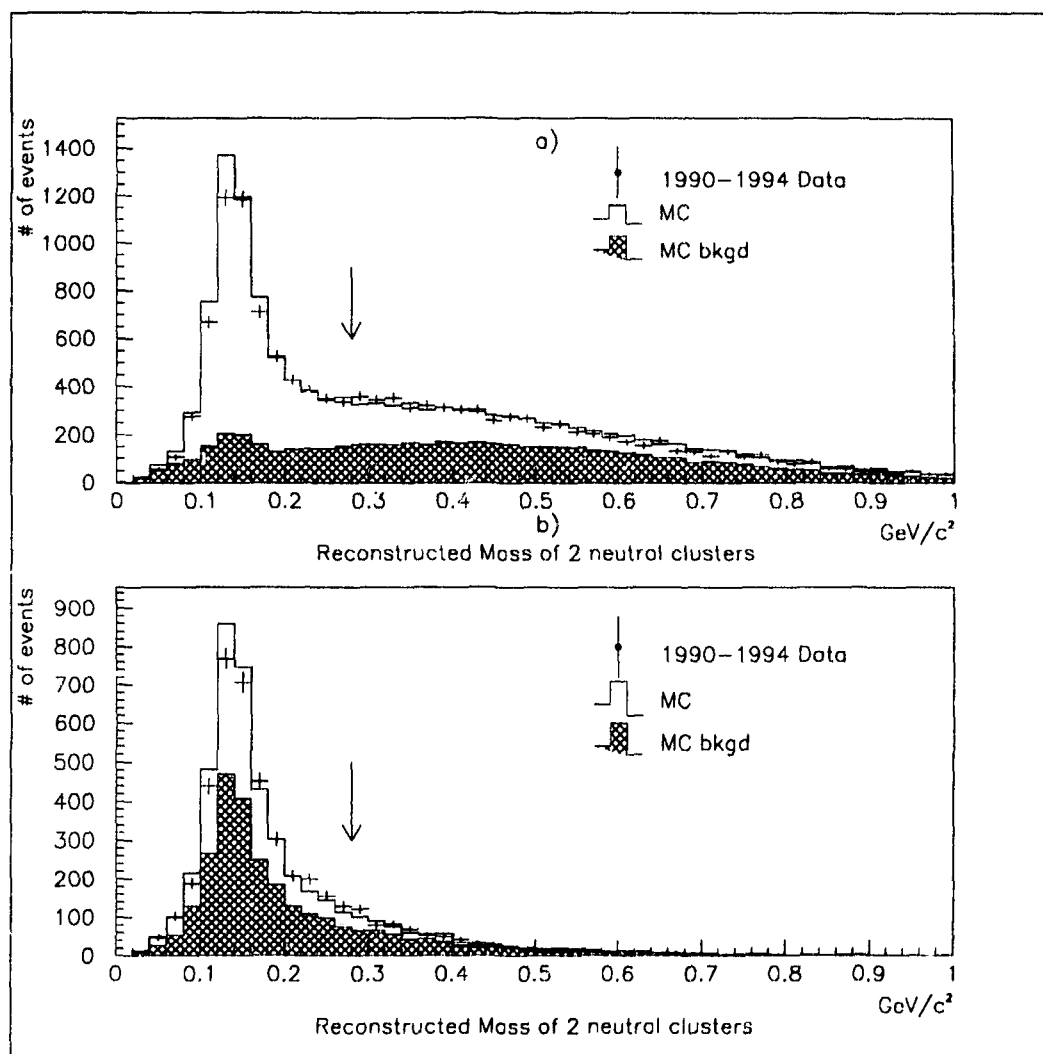 a)
# of events
1400
1200
1000
800
600
400
200
0
1990-1994 Data
MC
MC bkgd
0 0.1 0.2 0.3 0.4 0.5 0.6 0.7 0.8 0.9 1
GeV/c²
Reconstructed Mass of 2 neutral clusters
b)
# of events
900
800
700
600
500
400
300
200
100
0
1990-1994 Data
MC
MC bkgd
0 0.1 0.2 0.3 0.4 0.5 0.6 0.7 0.8 0.9 1
GeV/c²
Reconstructed Mass of 2 neutral clusters